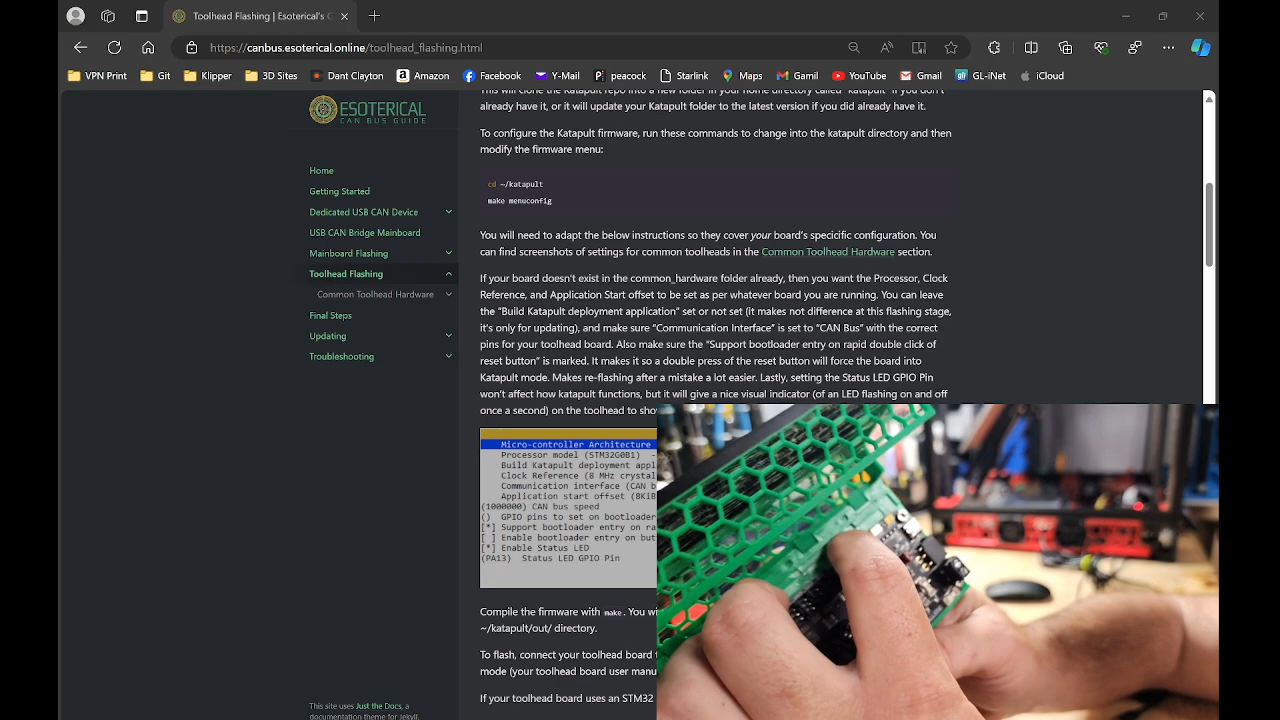 Toolhead Flashing | Esoterical's C
https://canbus.esoterical.online/toolhead_flashing.html
VPN Print
Git
Klipper
3D Sites
Dant Clayton
Amazon
Facebook
Y-Mail
peacock
Starlink
Maps
Gamil
YouTube
Gmail
GL-iNet
iCloud
ESOTERICAL
CAN BUS GUIDE
Home
Getting Started
Dedicated USB CAN Device
USB CAN Bridge Mainboard
Mainboard Flashing
Toolhead Flashing
Common Toolhead Hardware
Final Steps
Updating
Troubleshooting
This site uses Just the Docs, a
documentation theme for Jekyll.
This will clone the Katapult repo into a new folder in your home directory called "katapult" if you don't
already have it, or it will update your Katapult folder to the latest version if you did already have it.
To configure the Katapult firmware, run these commands to change into the katapult directory and then
modify the firmware menu:
cd ~/katapult
make menuconfig
You will need to adapt the below instructions so they cover your board's specicific configuration. You
can find screenshots of settings for common toolheads in the Common Toolhead Hardware section.
If your board doesn't exist in the common_hardware folder already, then you want the Processor, Clock
Reference, and Application Start offset to be set as per whatever board you are running. You can leave
the "Build Katapult deployment application" set or not set (it makes not difference at this flashing stage,
it's only for updating), and make sure "Communication Interface" is set to "CAN Bus" with the correct
pins for your toolhead board. Also make sure the "Support bootloader entry on rapid double click of
reset button" is marked. It makes it so a double press of the reset button will force the board into
Katapult mode. Makes re-flashing after a mistake a lot easier. Lastly, setting the Status LED GPIO Pin
won't affect how katapult functions, but it will give a nice visual indicator (of an LED flashing on and off
once a second) on the toolhead to sho
Micro-controller Architecture
Processor model (STM32G0B1) -
Build Katapult deployment appl
Clock Reference (8 MHz crystal
Communication interface (CAN b
Application start offset (8KiB
(1000000) CAN bus speed
() GPIO pins to set on bootloader
[*] Support bootloader entry on ra
[ ] Enable bootloader entry on but
[*] Enable Status LED
(PA13) Status LED GPIO Pin
Compile the firmware with make. You wi
~/katapult/out/ directory.
To flash, connect your toolhead board t
mode (your toolhead board user manu
If your toolhead board uses an STM32